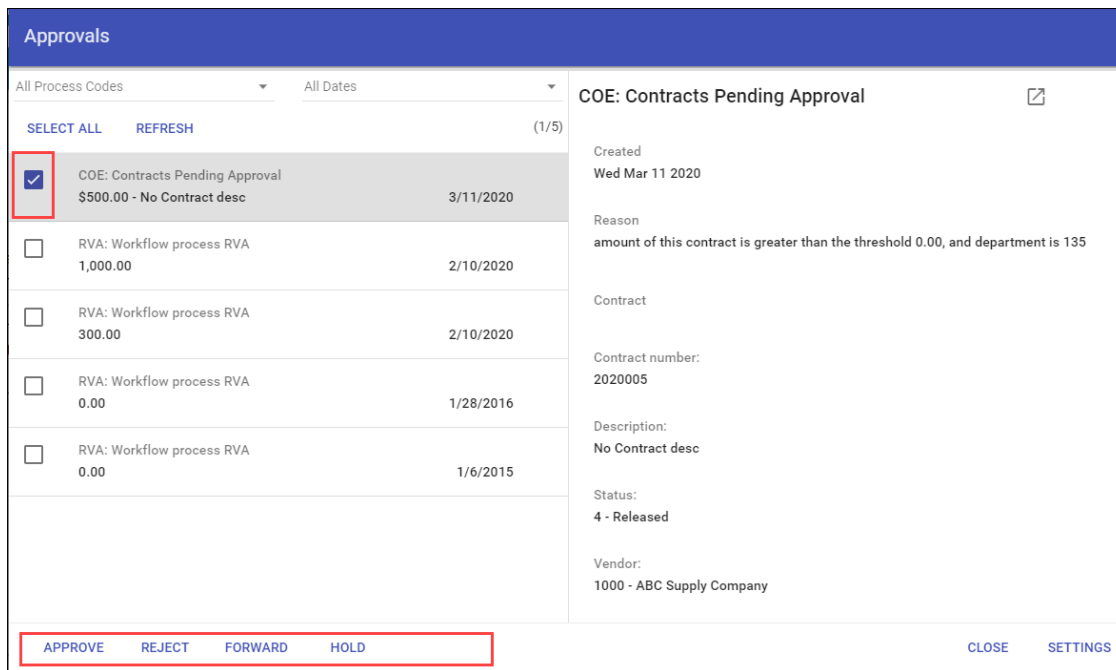 Approvals
All Process Codes
All Dates
SELECT ALL
REFRESH
(1/5)
COE: Contracts Pending Approval
$500.00 - No Contract desc
3/11/2020
RVA: Workflow process RVA
1,000.00
2/10/2020
RVA: Workflow process RVA
300.00
2/10/2020
RVA: Workflow process RVA
0.00
1/28/2016
RVA: Workflow process RVA
0.00
1/6/2015
COE: Contracts Pending Approval
Created
Wed Mar 11 2020
Reason
amount of this contract is greater than the threshold 0.00, and department is 135
Contract
Contract number:
2020005
Description:
No Contract desc
Status:
4 - Released
Vendor:
1000 - ABC Supply Company
APPROVE
REJECT
FORWARD
HOLD
CLOSE
SETTINGS